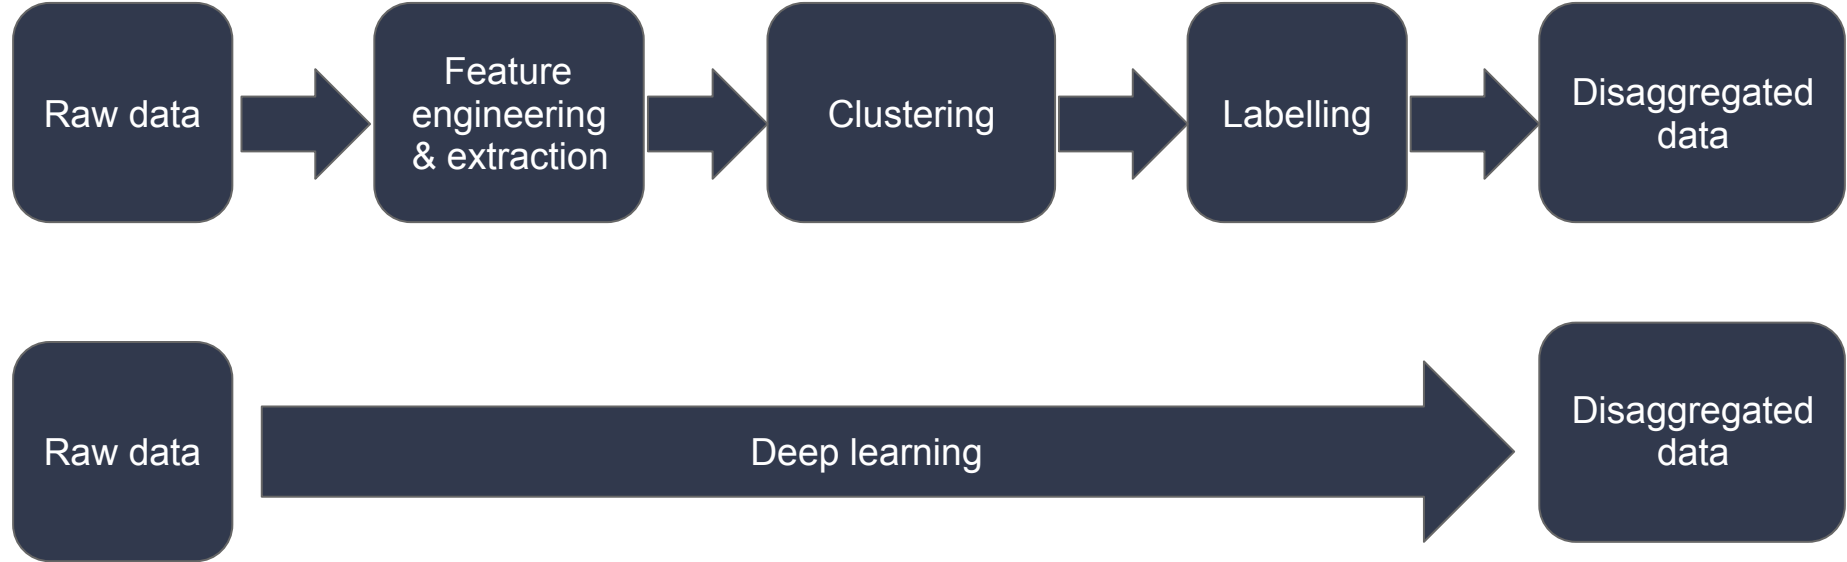 Raw data
Feature
engineering
& extraction
Clustering
Labelling
Disaggregated
data
Raw data
Deep learning
Disaggregated
data